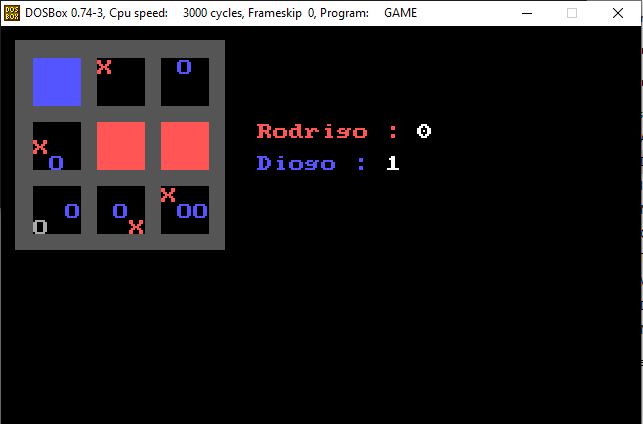 DOSBox 0.74-3, Cpu speed: 3000 cycles, Frameskip 0, Program: GAME
X O
Rodrigo : 0
X
Diogo : 1
O
X
O O OO
O X